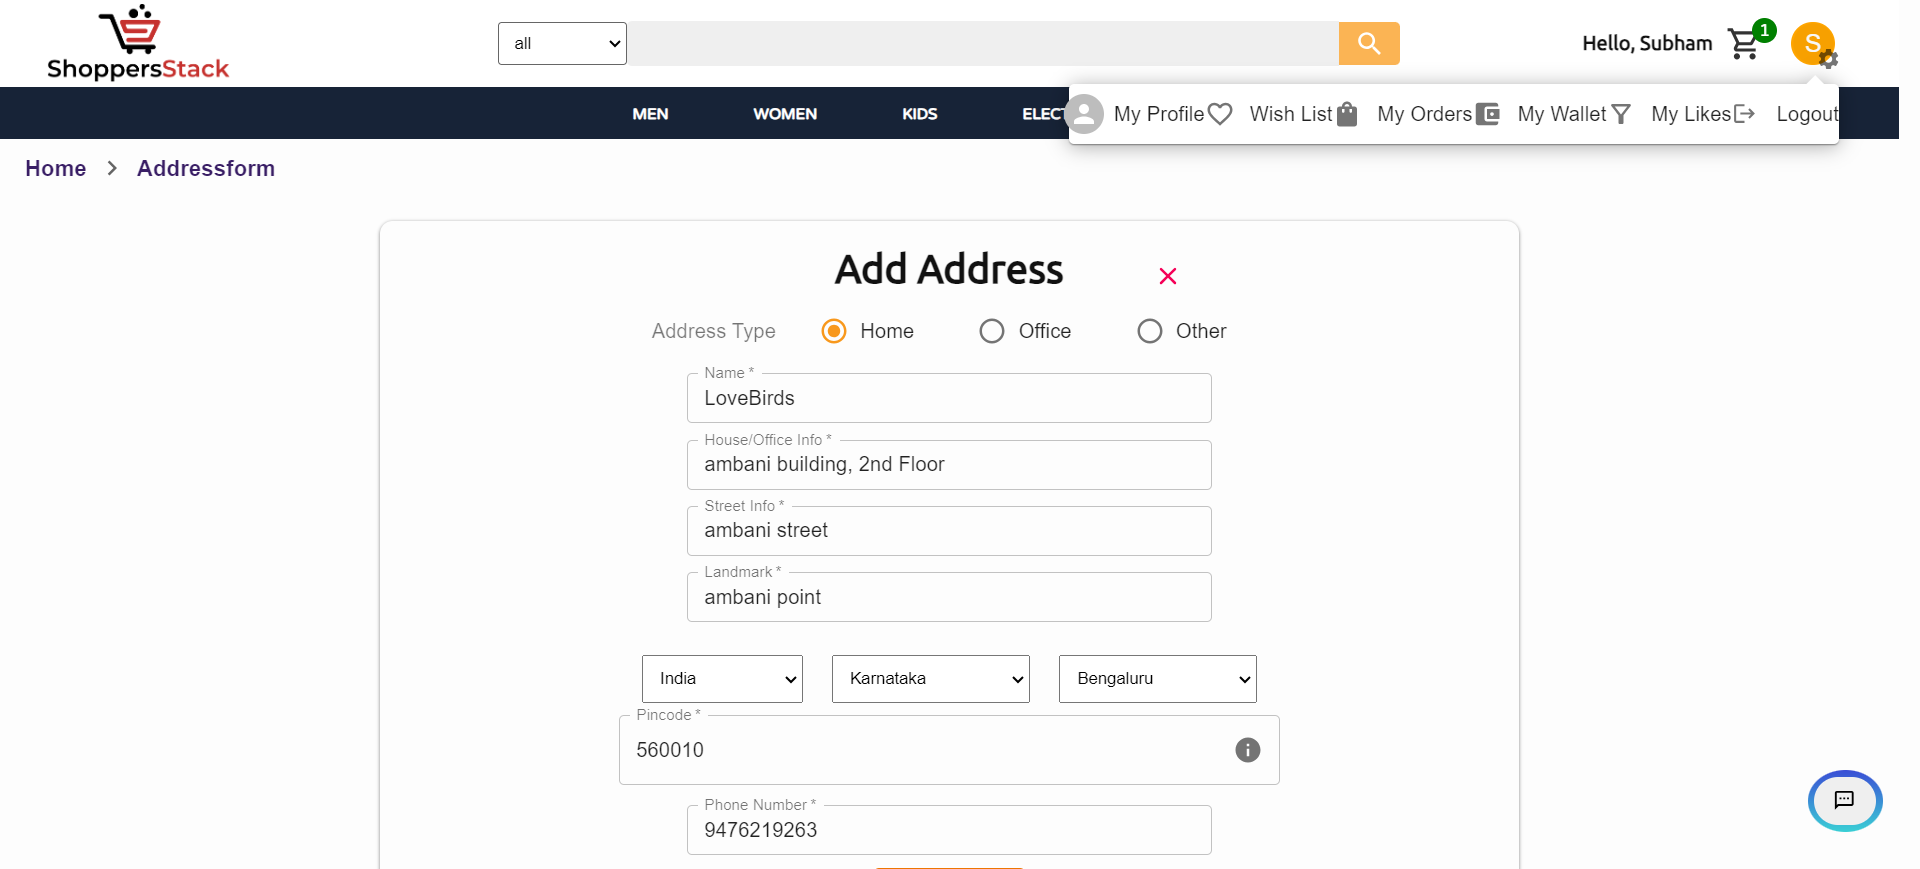 ShoppersStack
all
Hello, Subham
1
S
MEN
WOMEN
KIDS
ELECT
My Profile
Wish List
My Orders
My Wallet
My Likes
Logout
Home
Addressform
Add Address
Address Type
Home
Office
Other
Name *
LoveBirds
House/Office Info *
ambani building, 2nd Floor
Street Info *
ambani street
Landmark *
ambani point
India
Karnataka
Bengaluru
Pincode *
560010
Phone Number *
9476219263